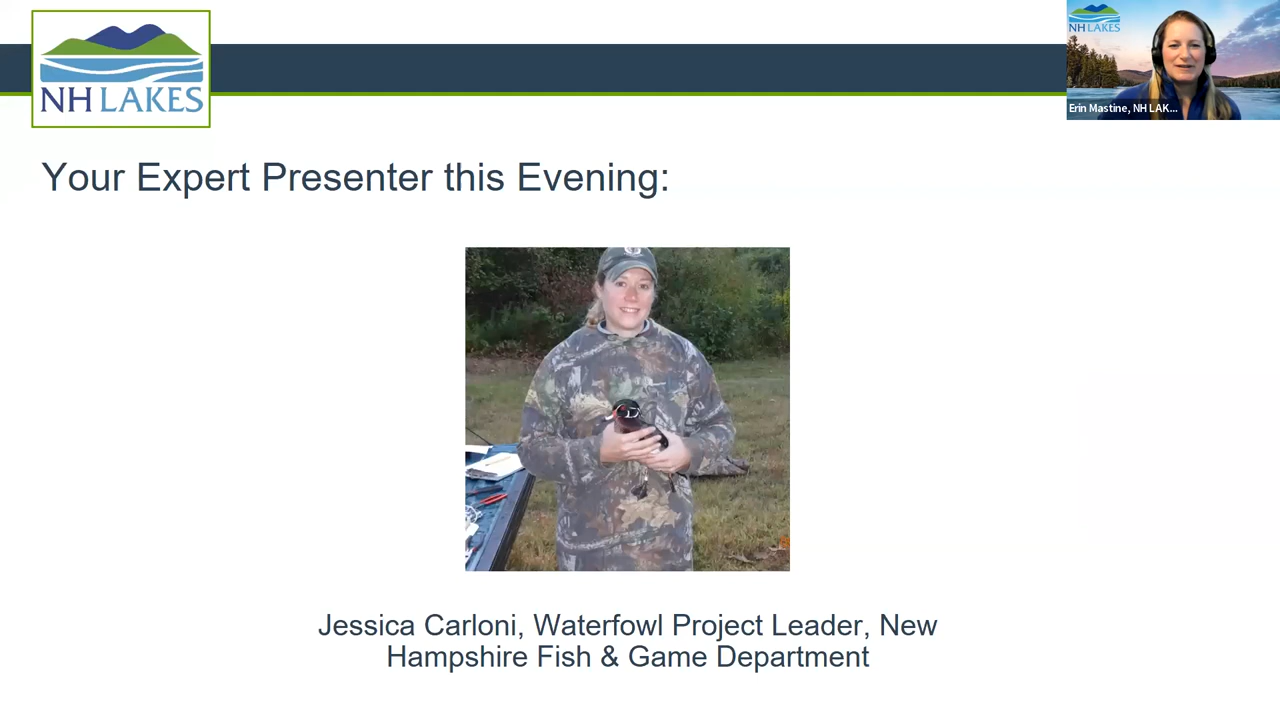 NH LAKES
NH LAKES
Erin Mastine, NH LAK...
Your Expert Presenter this Evening:
Jessica Carloni, Waterfowl Project Leader, New
Hampshire Fish & Game Department